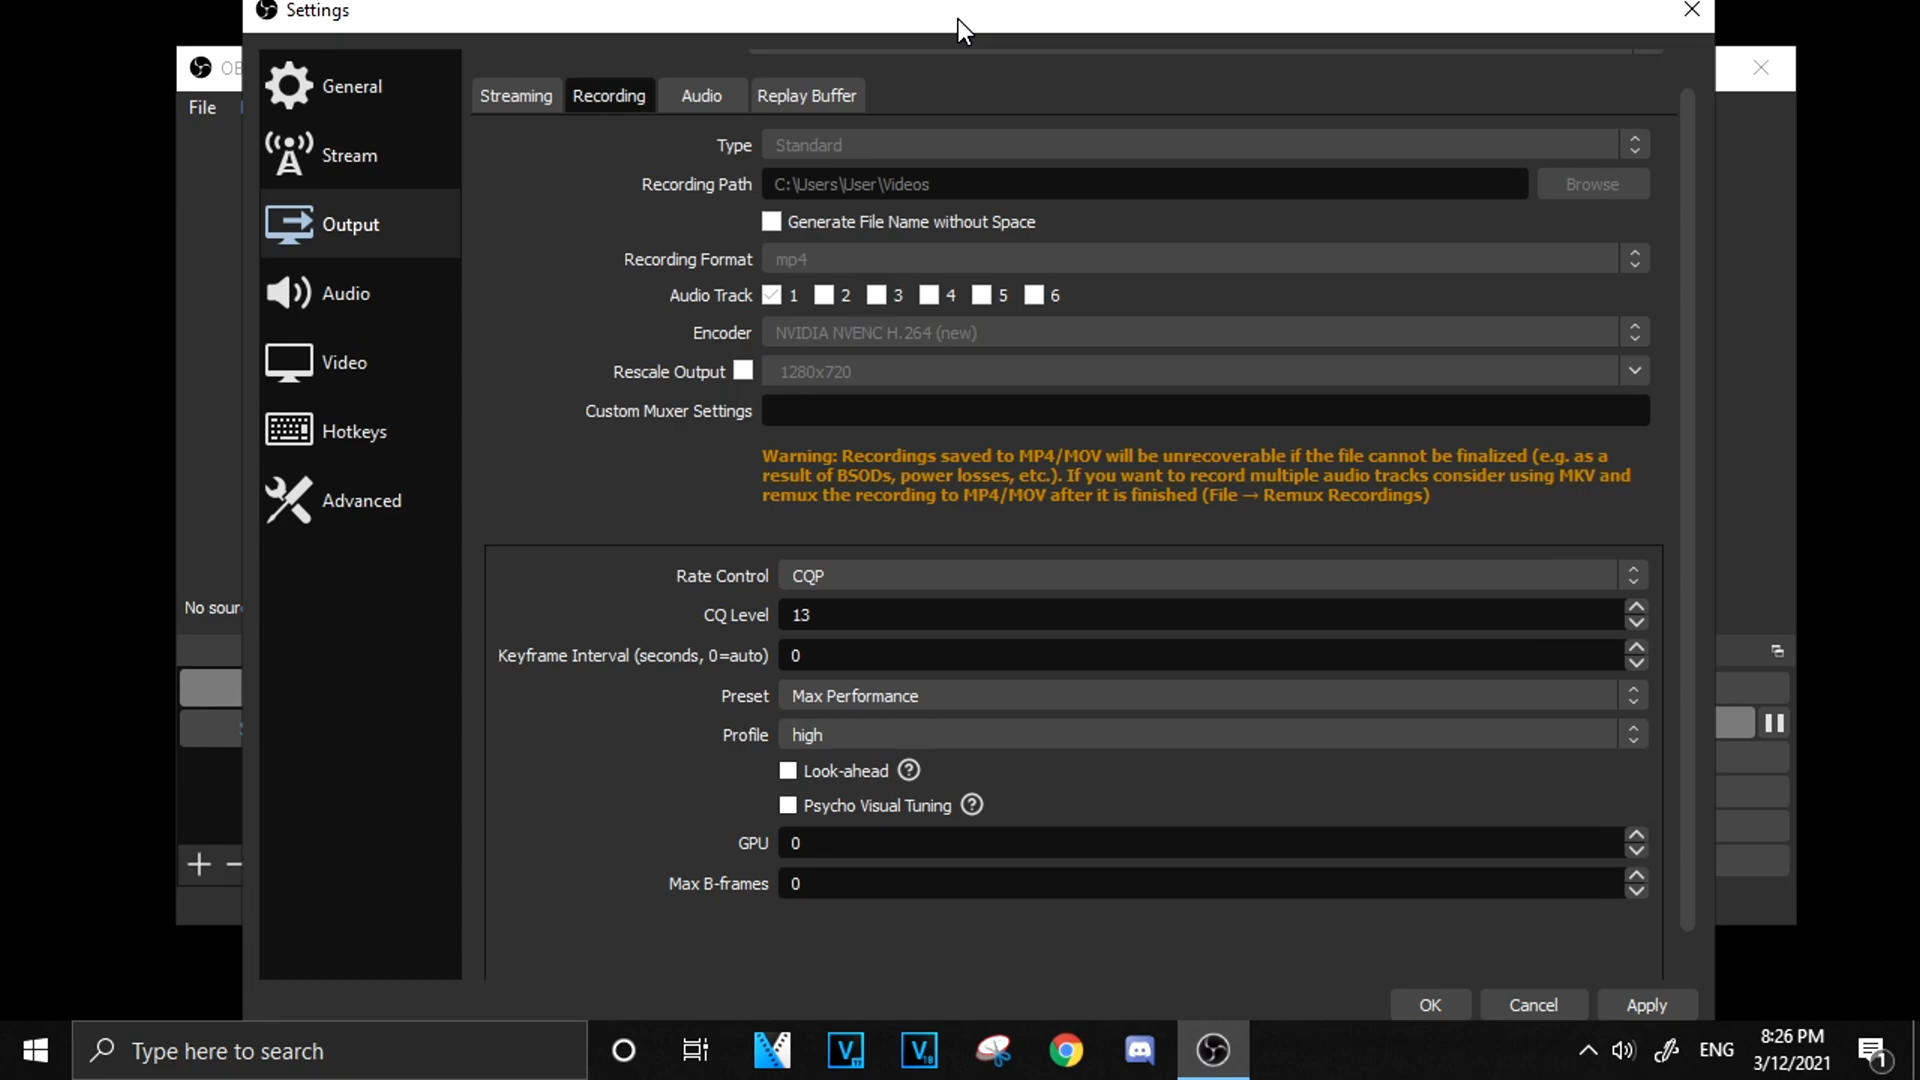 Settings
OB
File
General
Stream
Output
Audio
Video
Hotkeys
Advanced
Streaming Recording Audio Replay Buffer
Type Standard
Recording Path C:\Users\User\Videos Browse
Generate File Name without Space
Recording Format mp4
Audio Track 1 2 3 4 5 6
Encoder NVIDIA NVENC H.264 (new)
Rescale Output 1280x720
Custom Muxer Settings
Warning: Recordings saved to MP4/MOV will be unrecoverable if the file cannot be finalized (e.g. as a
result of BSODs, power losses, etc.). If you want to record multiple audio tracks consider using MKV and
remux the recording to MP4/MOV after it is finished (File → Remux Recordings)
Rate Control CQP
CQ Level 13
Keyframe Interval (seconds, 0=auto) 0
Preset Max Performance
Profile high
Look-ahead ?
Psycho Visual Tuning ?
GPU 0
Max B-frames 0
No sour
OK Cancel Apply
Type here to search
V 17
V 18
ENG
8:26 PM
3/12/2021
1